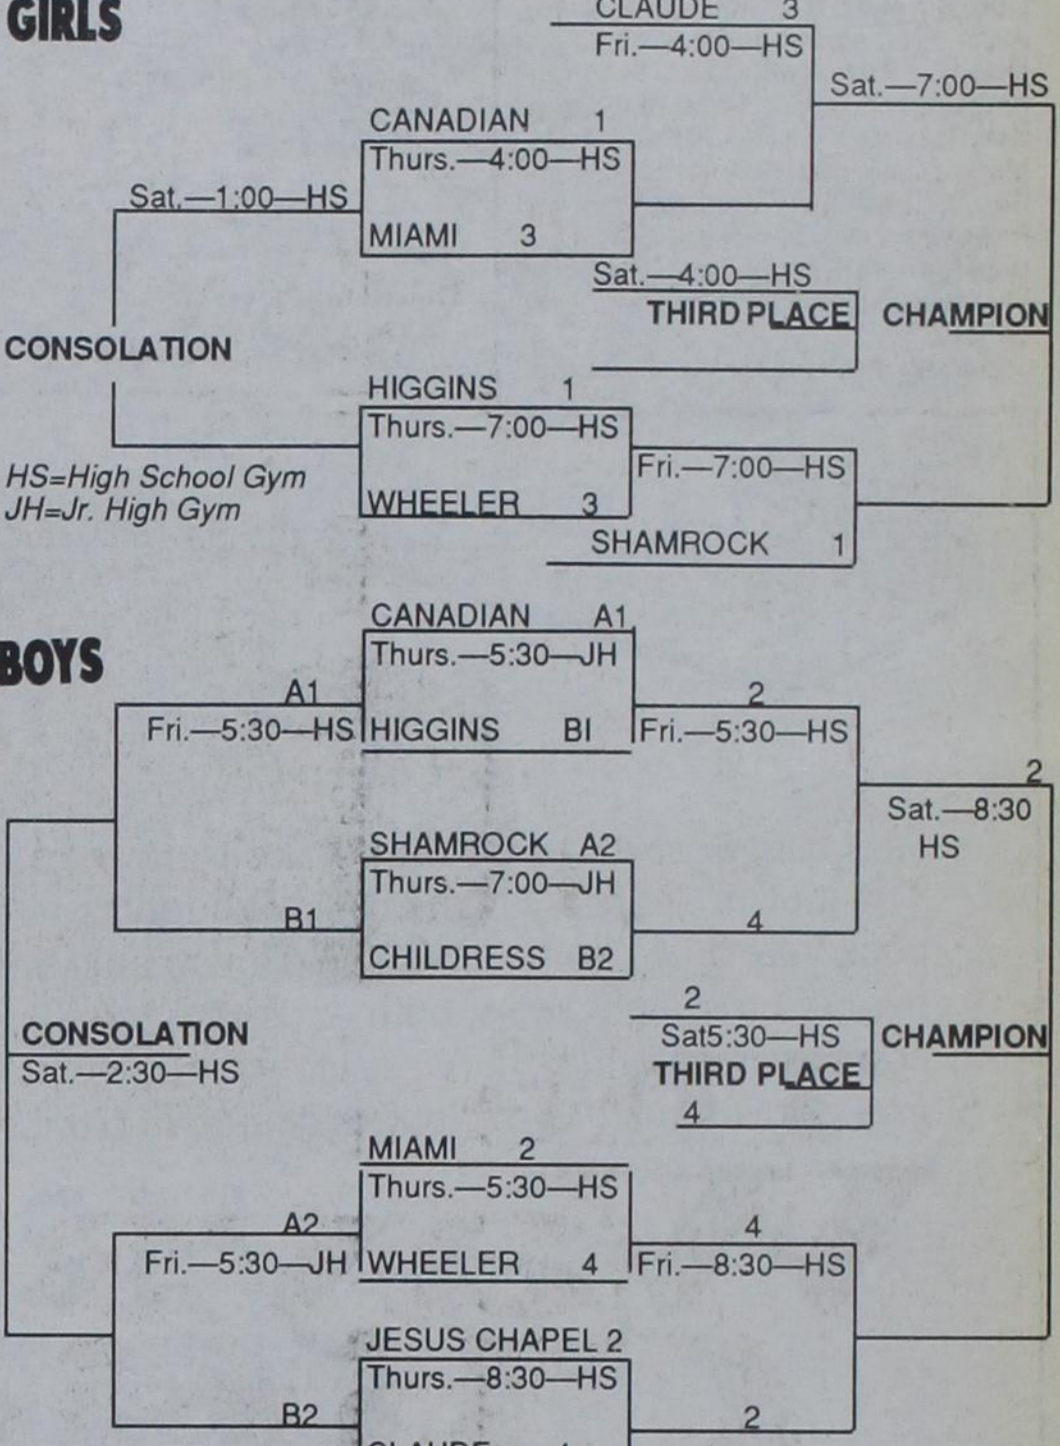 GIRLS
CLAUDE 3
Fri.—4:00—HS
Sat.—7:00—HS
CANADIAN 1
Thurs.—4:00—HS
Sat.—1:00—HS
MIAMI 3
Sat.—4:00—HS
THIRD PLACE
CHAMPION
CONSOLATION
HIGGINS 1
Thurs.—7:00—HS
Fri.—7:00—HS
HS=High School Gym
JH=Jr. High Gym
WHEELER 3
SHAMROCK 1
BOYS
CANADIAN A1
Thurs.—5:30—JH
A1
2
Fri.—5:30—HS
HIGGINS BI
Fri.—5:30—HS
2
Sat.—8:30
HS
SHAMROCK A2
Thurs.—7:00—JH
B1
4
CHILDRESS B2
2
CONSOLATION
Sat5:30—HS
CHAMPION
Sat.—2:30—HS
THIRD PLACE
4
MIAMI 2
Thurs.—5:30—HS
A2
4
Fri.—5:30—JH
WHEELER 4
Fri.—8:30—HS
JESUS CHAPEL 2
Thurs.—8:30—HS
B2
2